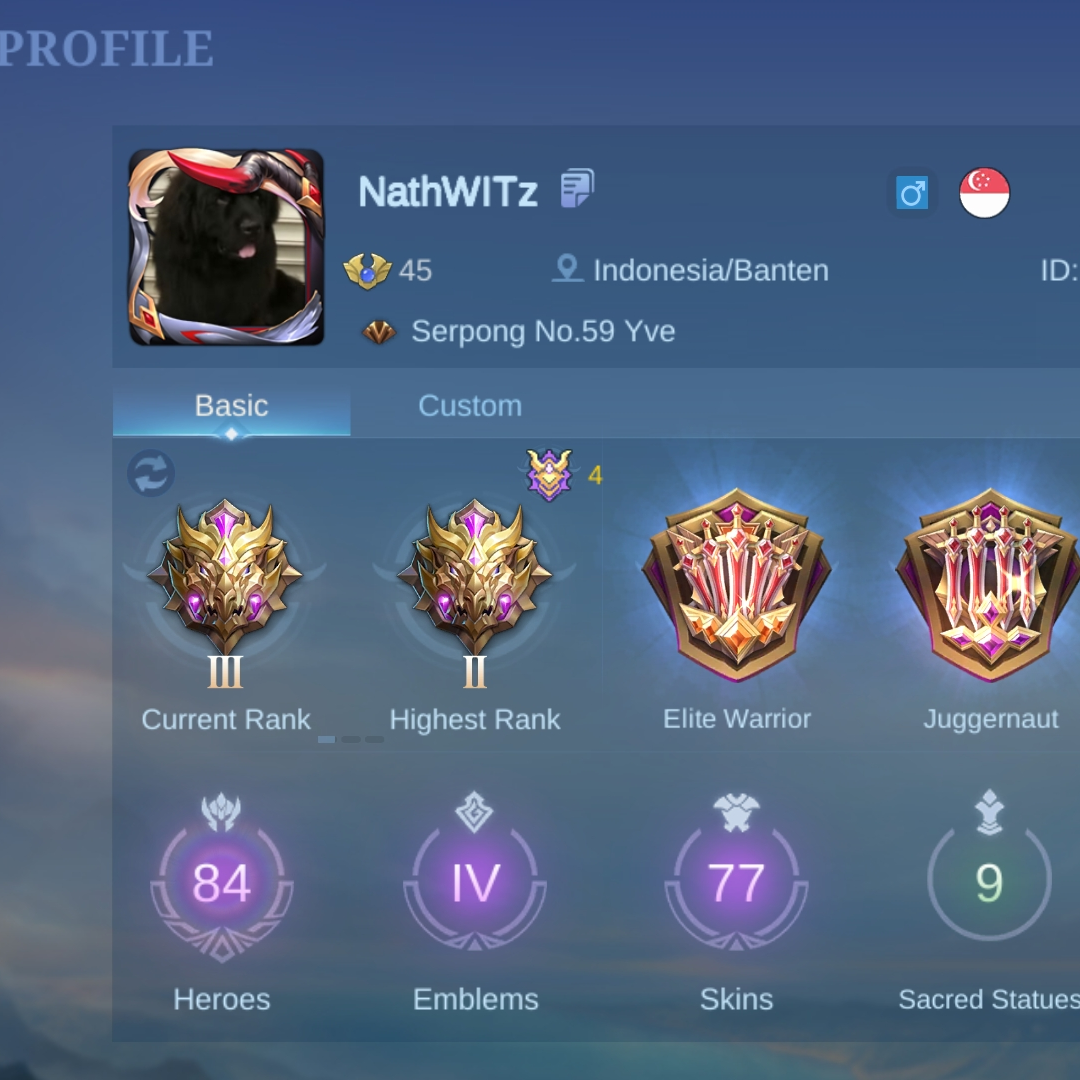 PROFILE
NathWITz
45 Indonesia/Banten ID:
Serpong No.59 Yve
Basic Custom
4
III II
Current Rank Highest Rank Elite Warrior Juggernaut
84 IV 77 9
Heroes Emblems Skins Sacred Statues